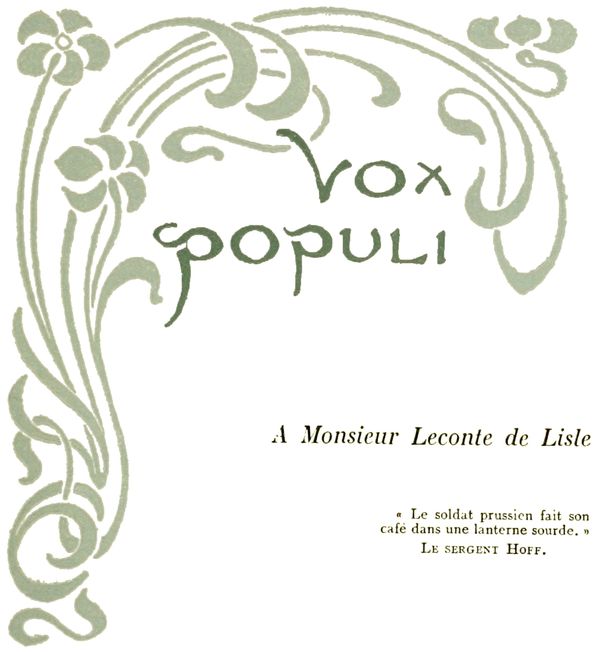 VOX
POPULI
A Monsieur Leconte de Lisle
« Le soldat prussien fait son
café dans une lanterne sourde. »
LE SERGENT HOFF.